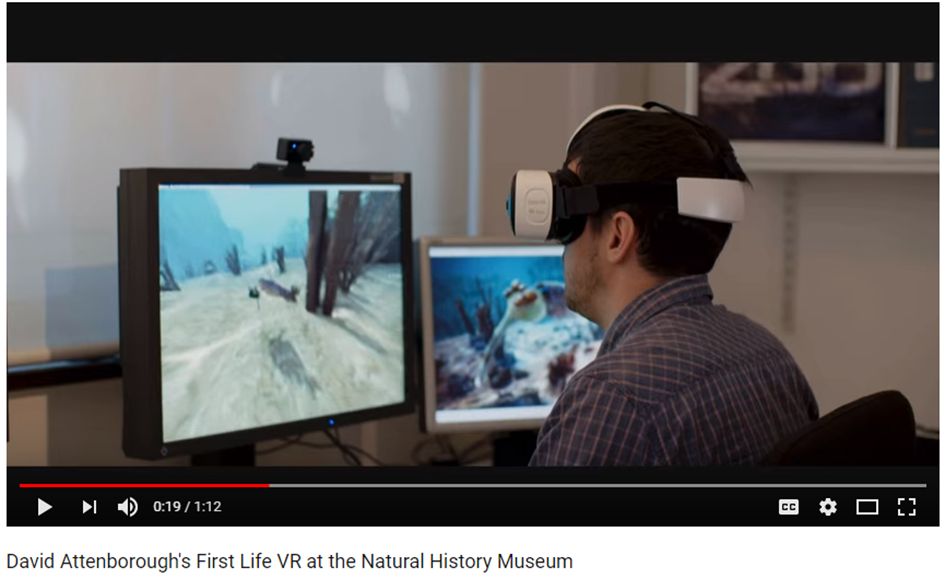 0:19 / 1:12
CC
David Attenborough's First Life VR at the Natural History Museum